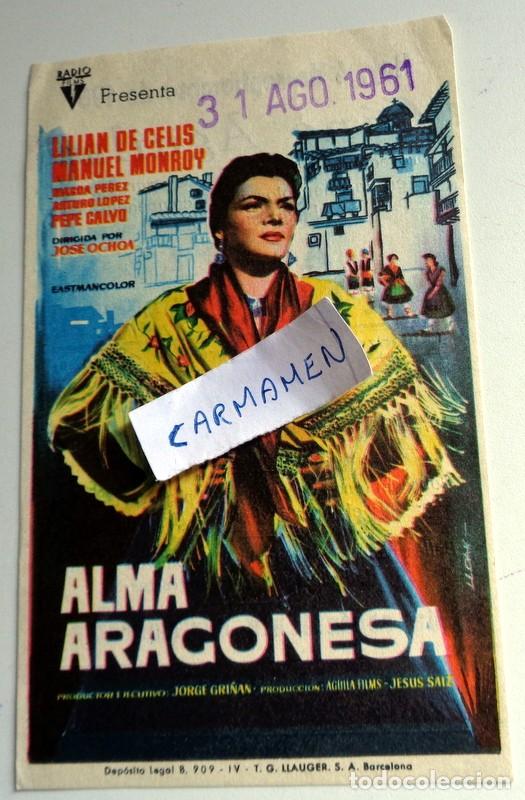 RADIO
FILMS
Presenta
31 AGO. 1961
LILIAN DE CELIS
MANUEL MONROY
MAGDA PEREZ
ARTURO LOPEZ
PEPE CALVO
DIRIGIDA POR
JOSE OCHOA
EASTMANCOLOR
CARMAMEN
LLOAN
ALMA
ARAGONESA
PRODUCTOR EJECUTIVO: JORGE GRIÑAN - PRODUCCION: AGUILA FILMS - JESUS SAIZ
Depósito Legal B. 909 - IV - T. G. LLAUGER, S. A. Barcelona
todocoleccion